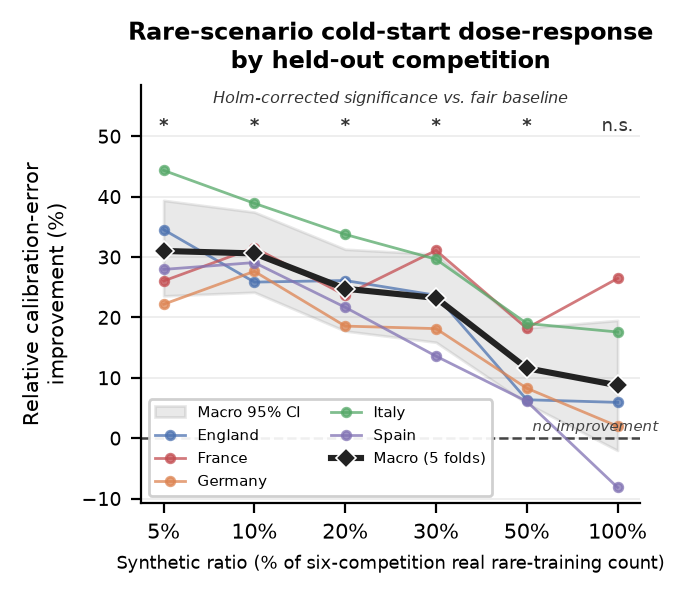 Rare-scenario cold-start dose-response
by held-out competition
Holm-corrected significance vs. fair baseline
* * * * * n.s.
Relative calibration-error
improvement (%)
50
40
30
20
10
0
−10
no improvement
Macro 95% CI
England
France
Germany
Italy
Spain
Macro (5 folds)
5% 10% 20% 30% 50% 100%
Synthetic ratio (% of six-competition real rare-training count)